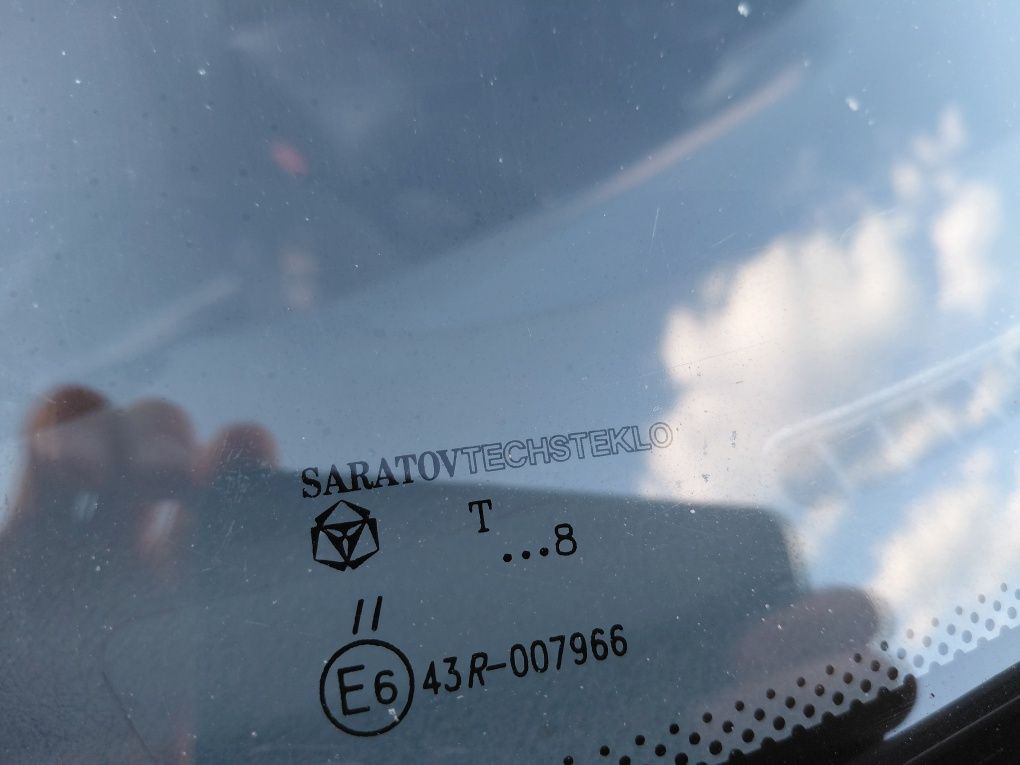 SARATOVTECHSTEKLO
T
...8
II
E6 43R-007966